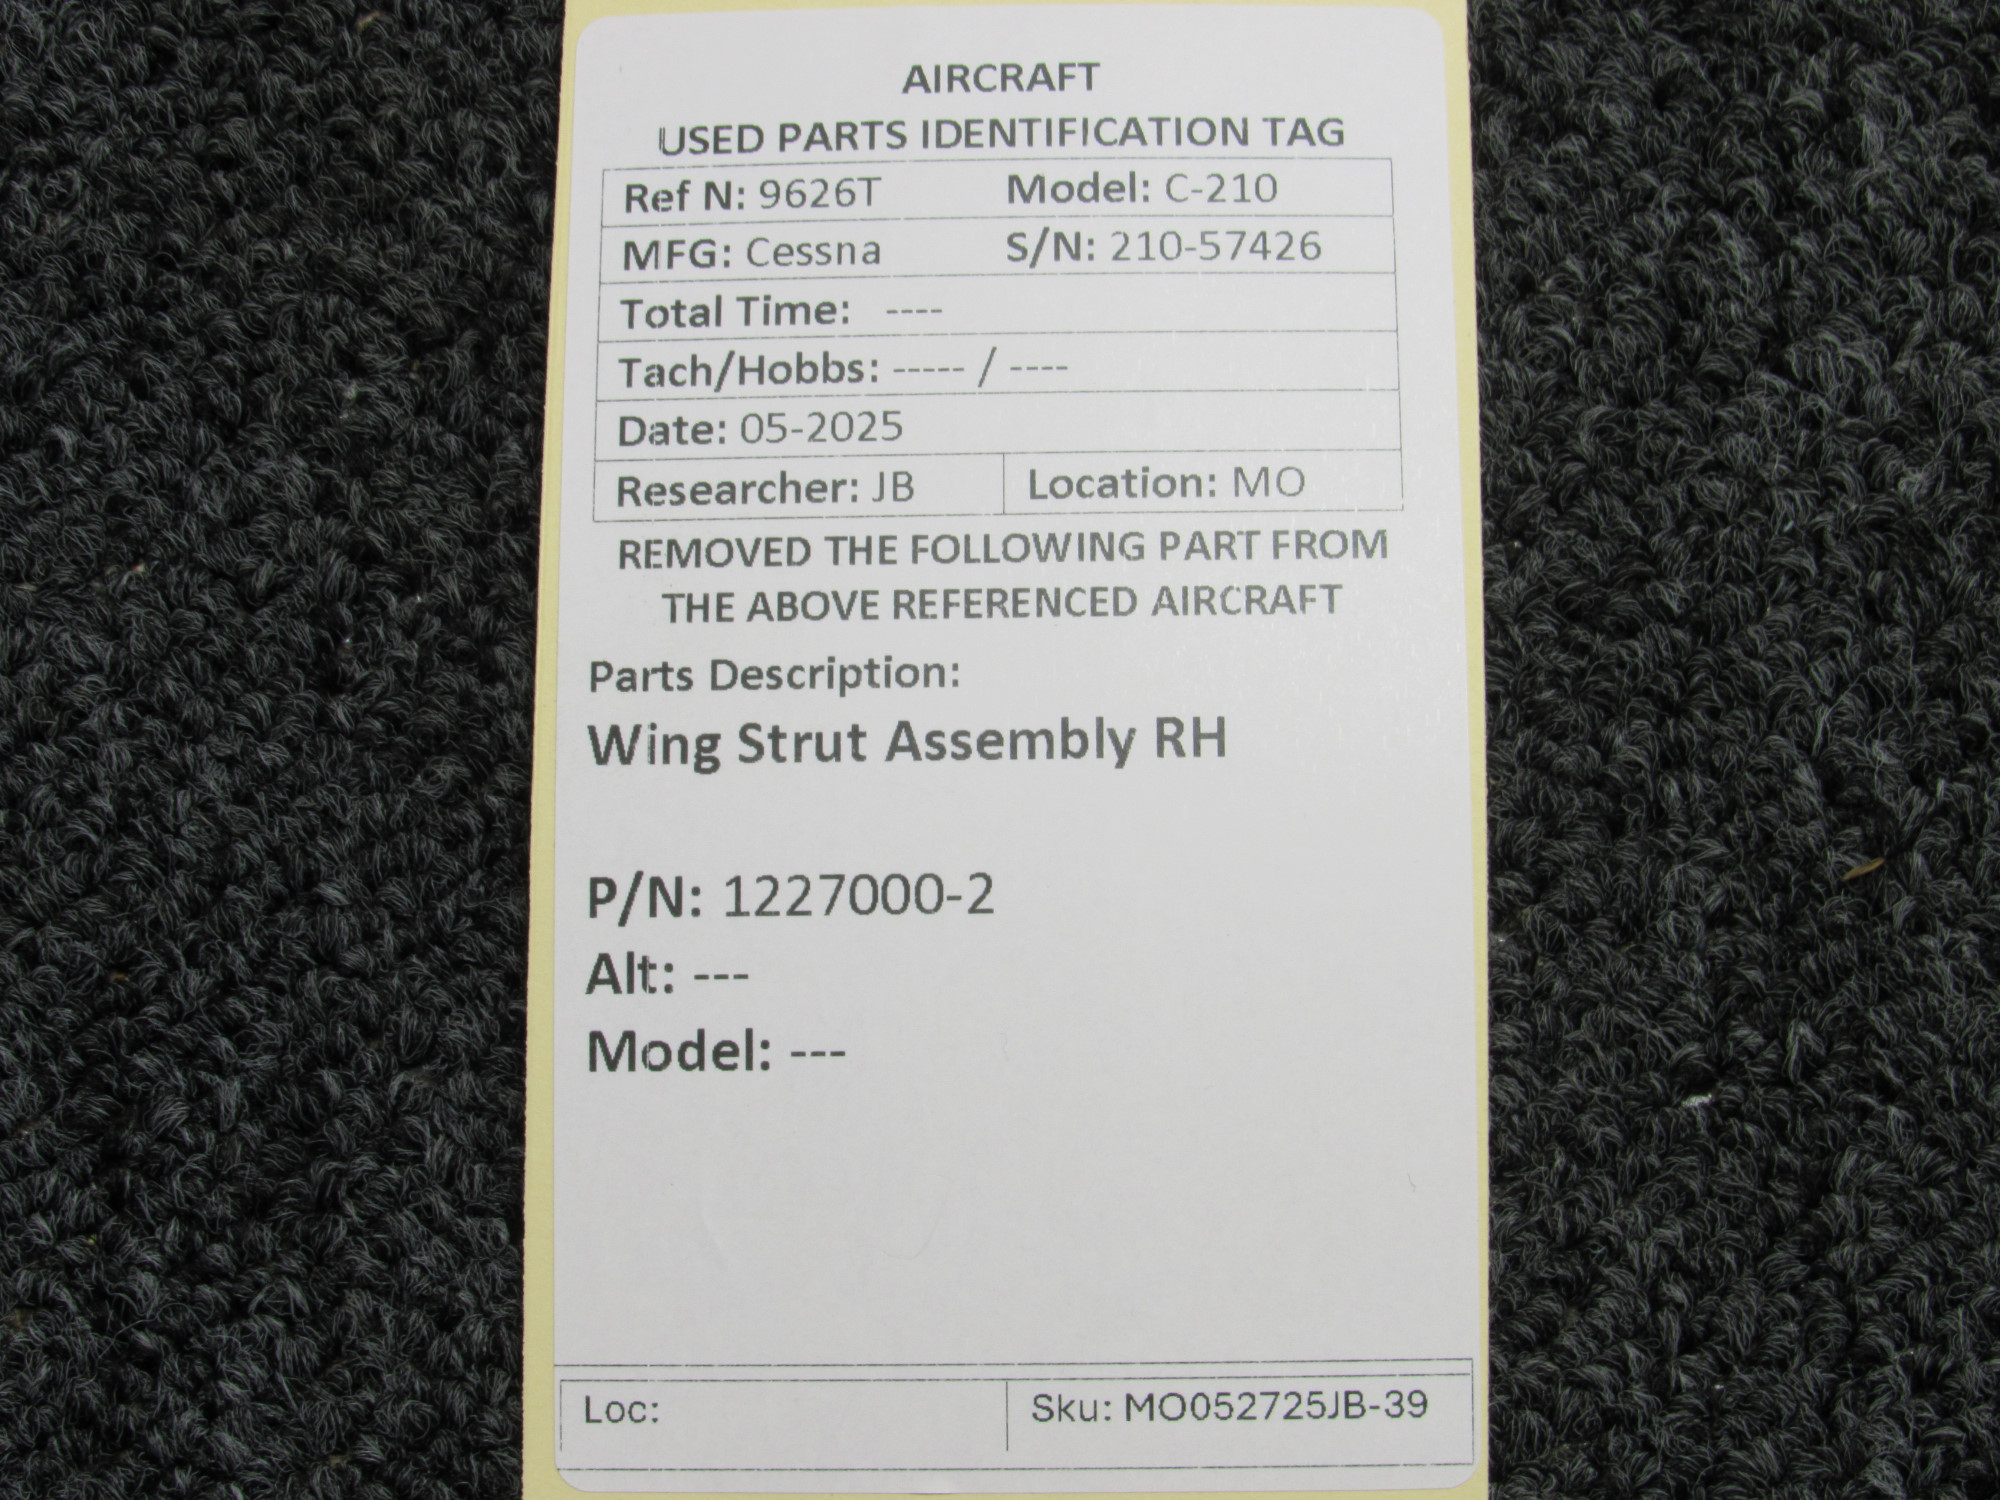 AIRCRAFT
USED PARTS IDENTIFICATION TAG
Ref N: 9626T Model: C-210
MFG: Cessna S/N: 210-57426
Total Time: ----
Tach/Hobbs: ----- / ----
Date: 05-2025
Researcher: JB Location: MO
REMOVED THE FOLLOWING PART FROM
THE ABOVE REFERENCED AIRCRAFT
Parts Description:
Wing Strut Assembly RH
P/N: 1227000-2
Alt: ---
Model: ---
Loc: Sku: MO052725JB-39